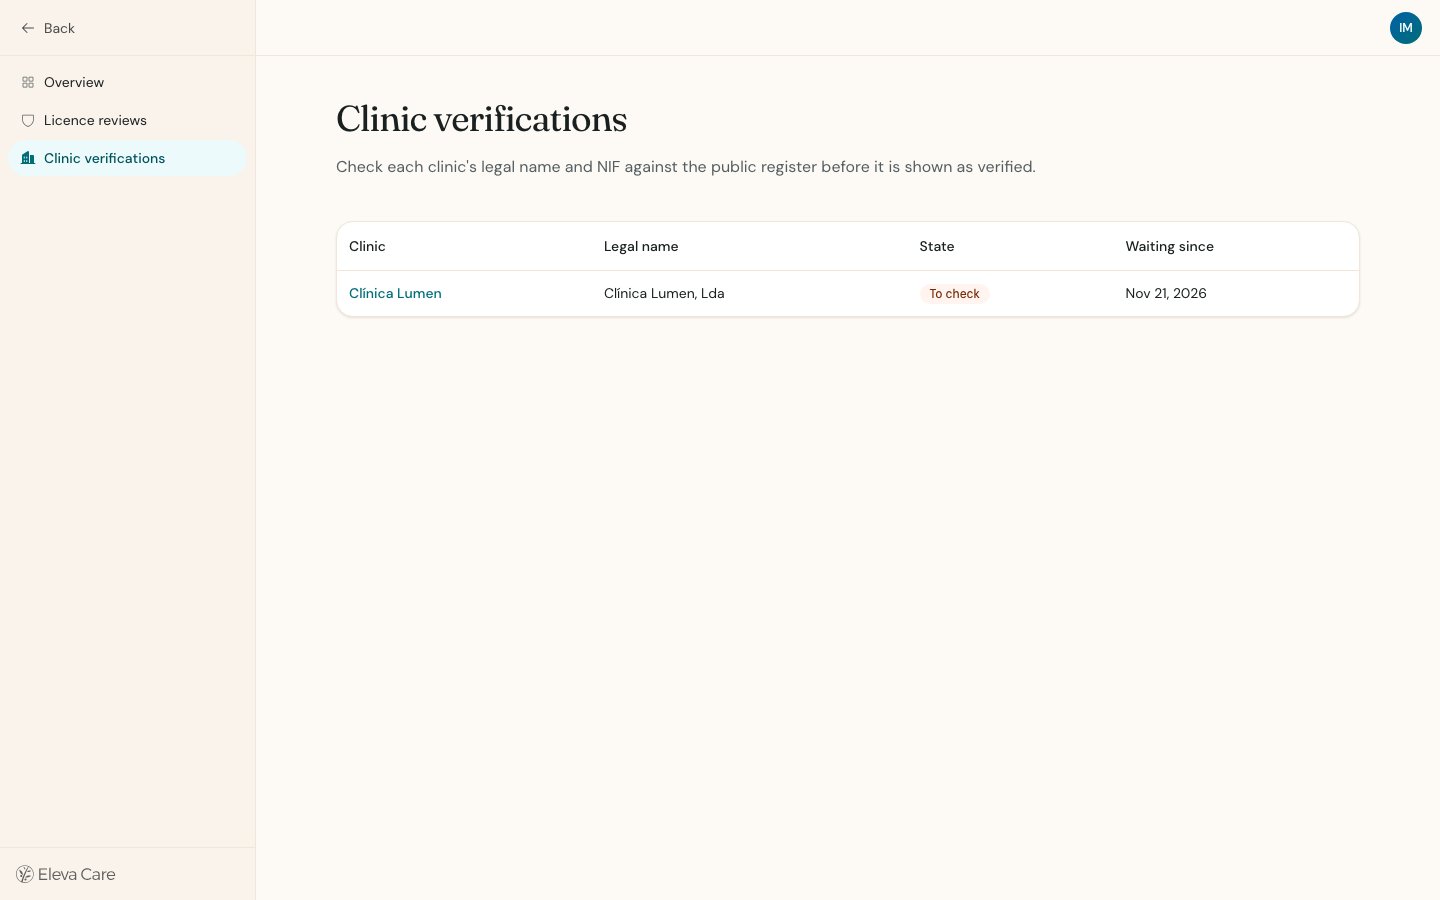 Back
IM
Overview
Licence reviews
Clinic verifications
Clinic verifications
Check each clinic's legal name and NIF against the public register before it is shown as verified.
Clinic Legal name State Waiting since
Clínica Lumen Clínica Lumen, Lda To check Nov 21, 2026
Eleva Care